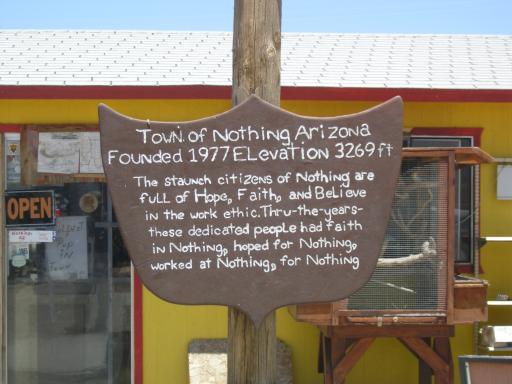 Town of Nothing Arizona
Founded 1977 Elevation 3269 ft
The staunch citizens of Nothing are
full of Hope, Faith, and Believe
in the work ethic. Thru-the-years-
these dedicated people had faith
in Nothing, hoped for Nothing,
worked at Nothing, for Nothing
OPEN